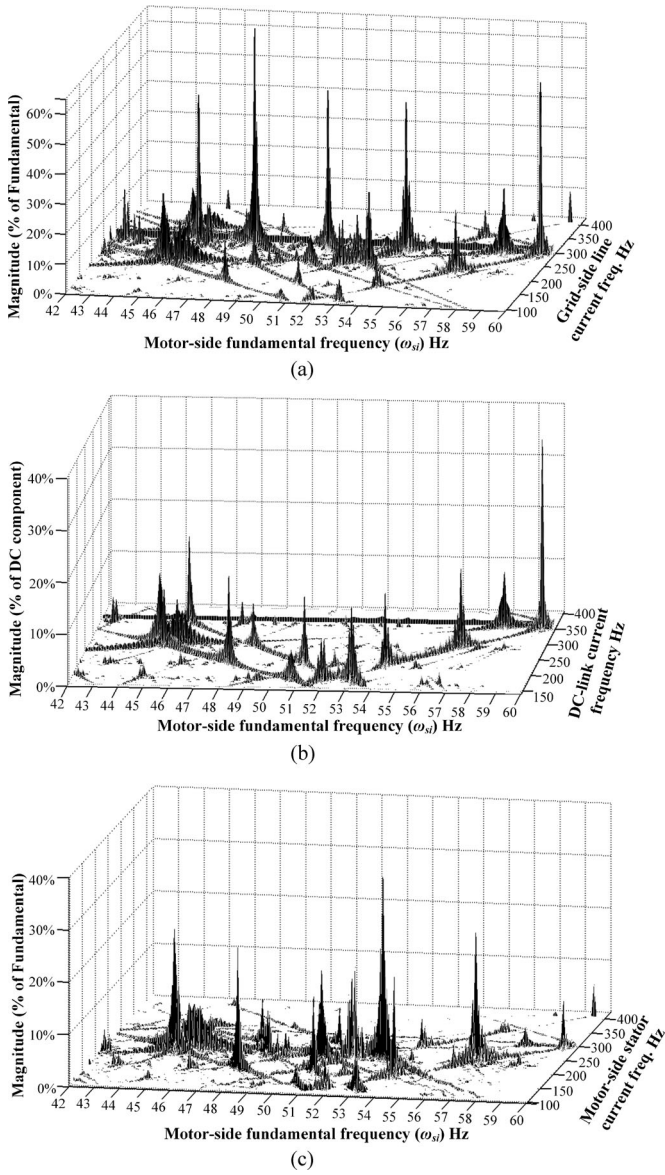 60%
50%
40%
30%
20%
10%
0%
Magnitude (% of Fundamental)
42 43 44 45 46 47 48 49 50 51 52 53 54 55 56 57 58 59 60
Motor-side fundamental frequency (ωsi) Hz
100 150 200 250 300 350 400
Grid-side line
current freq. Hz
(a)
40%
30%
20%
10%
0%
Magnitude (% of DC component)
42 43 44 45 46 47 48 49 50 51 52 53 54 55 56 57 58 59 60
Motor-side fundamental frequency (ωsi) Hz
150 200 250 300 350 400
DC-link current
frequency Hz
(b)
40%
30%
20%
10%
0%
Magnitude (% of Fundamental)
42 43 44 45 46 47 48 49 50 51 52 53 54 55 56 57 58 59 60
Motor-side fundamental frequency (ωsi) Hz
100 150 200 250 300 350 400
Motor-side stator
current freq. Hz
(c)